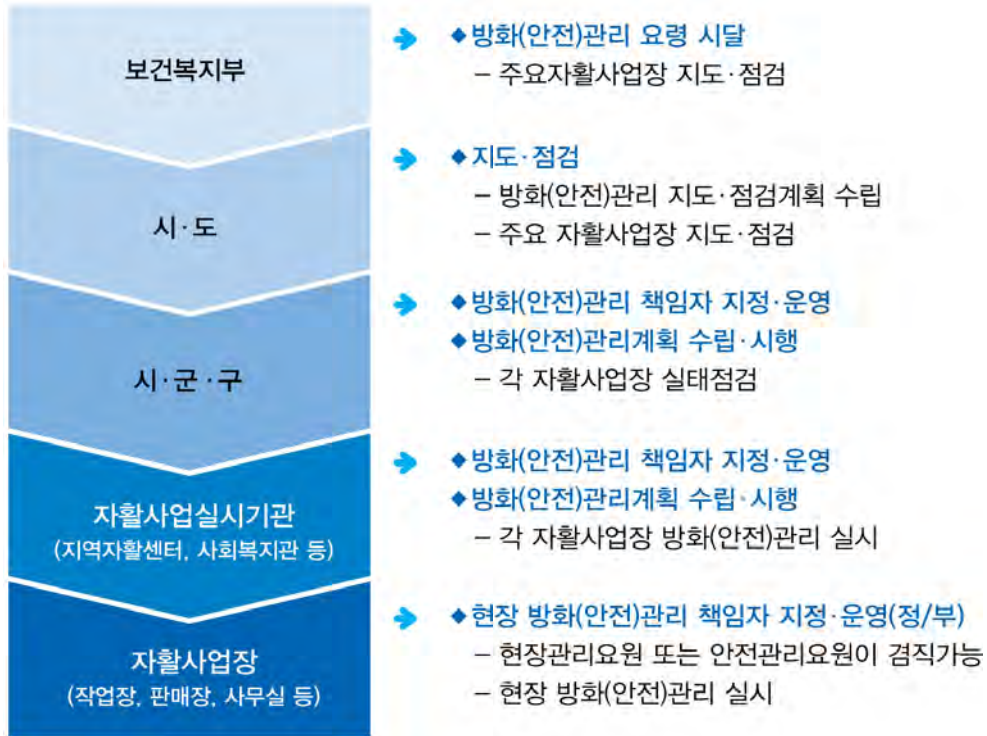 보건복지부
◆방화(안전)관리 요령 시달
– 주요자활사업장 지도·점검
시·도
◆지도·점검
– 방화(안전)관리 지도·점검계획 수립
– 주요 자활사업장 지도·점검
시·군·구
◆방화(안전)관리 책임자 지정·운영
◆방화(안전)관리계획 수립·시행
– 각 자활사업장 실태점검
자활사업실시기관
(지역자활센터, 사회복지관 등)
◆방화(안전)관리 책임자 지정·운영
◆방화(안전)관리계획 수립·시행
– 각 자활사업장 방화(안전)관리 실시
자활사업장
(작업장, 판매장, 사무실 등)
◆현장 방화(안전)관리 책임자 지정·운영(정/부)
– 현장관리요원 또는 안전관리요원이 겸직가능
– 현장 방화(안전)관리 실시